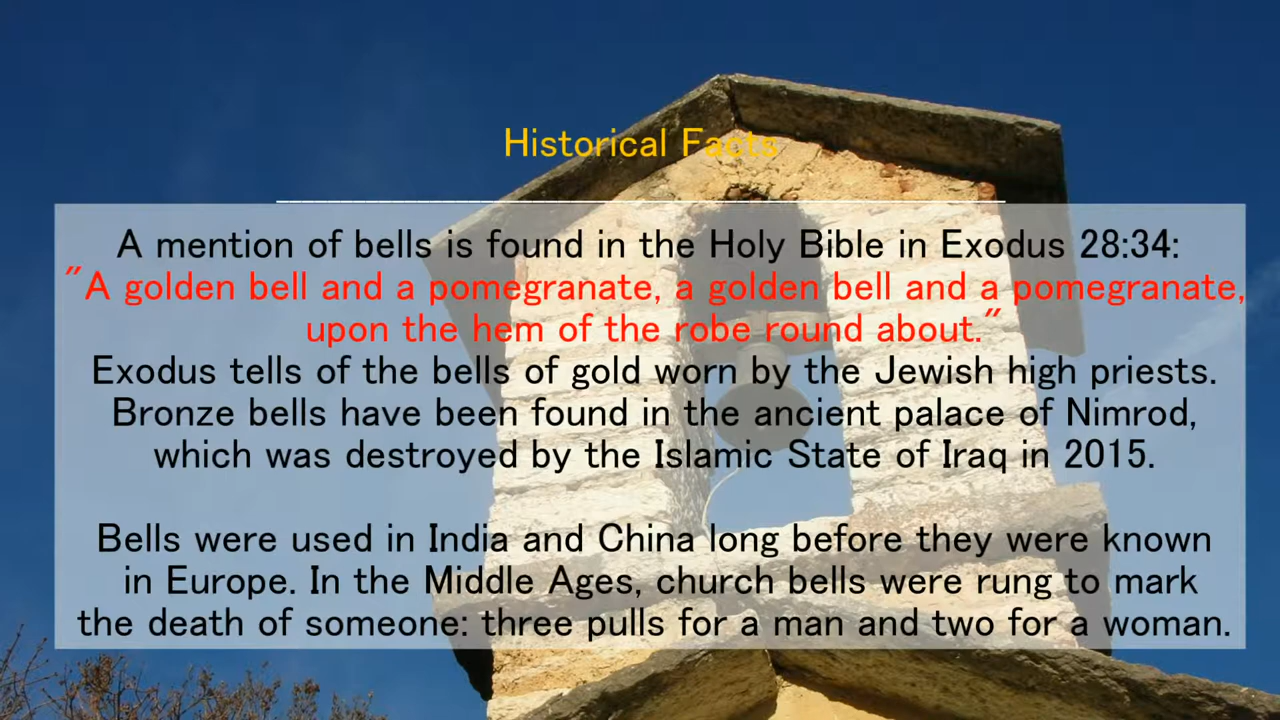 Historical Facts
A mention of bells is found in the Holy Bible in Exodus 28:34:
"A golden bell and a pomegranate, a golden bell and a pomegranate,
upon the hem of the robe round about."
Exodus tells of the bells of gold worn by the Jewish high priests.
Bronze bells have been found in the ancient palace of Nimrod,
which was destroyed by the Islamic State of Iraq in 2015.
Bells were used in India and China long before they were known
in Europe. In the Middle Ages, church bells were rung to mark
the death of someone: three pulls for a man and two for a woman.